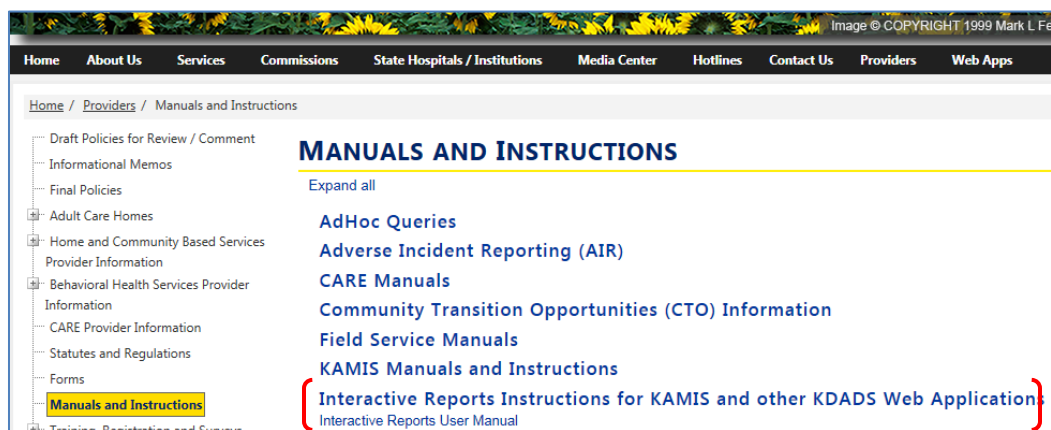 Image © COPYRIGHT 1999 Mark L Fe
Home About Us Services Commissions State Hospitals / Institutions Media Center Hotlines Contact Us Providers Web Apps
Home / Providers / Manuals and Instructions
Draft Policies for Review / Comment
Informational Memos
Final Policies
Adult Care Homes
Home and Community Based Services
Provider Information
Behavioral Health Services Provider
Information
CARE Provider Information
Statutes and Regulations
Forms
Manuals and Instructions
Training, Registration and Surveys
MANUALS AND INSTRUCTIONS
Expand all
AdHoc Queries
Adverse Incident Reporting (AIR)
CARE Manuals
Community Transition Opportunities (CTO) Information
Field Service Manuals
KAMIS Manuals and Instructions
Interactive Reports Instructions for KAMIS and other KDADS Web Applications
Interactive Reports User Manual